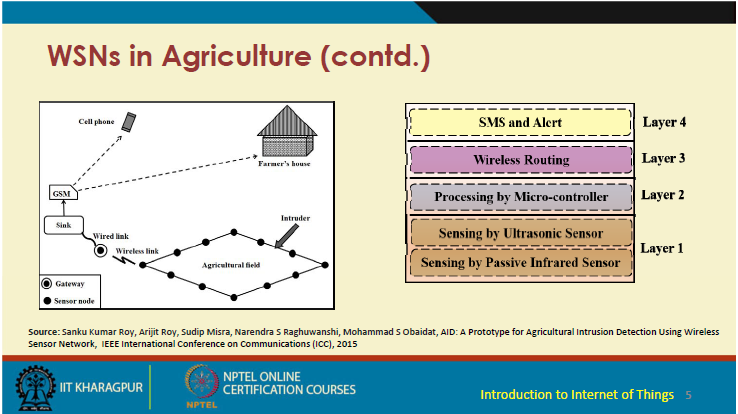 WSNs in Agriculture (contd.)
Cell phone
Farmer's house
GSM
Sink
Wired link
Wireless link
Intruder
Agricultural field
Gateway
Sensor node
SMS and Alert
Layer 4
Wireless Routing
Layer 3
Processing by Micro-controller
Layer 2
Sensing by Ultrasonic Sensor
Sensing by Passive Infrared Sensor
Layer 1
Source: Sanku Kumar Roy, Arijit Roy, Sudip Misra, Narendra S Raghuwanshi, Mohammad S Obaidat, AID: A Prototype for Agricultural Intrusion Detection Using Wireless
Sensor Network, IEEE International Conference on Communications (ICC), 2015
IIT KHARAGPUR
NPTEL
NPTEL ONLINE
CERTIFICATION COURSES
Introduction to Internet of Things 5